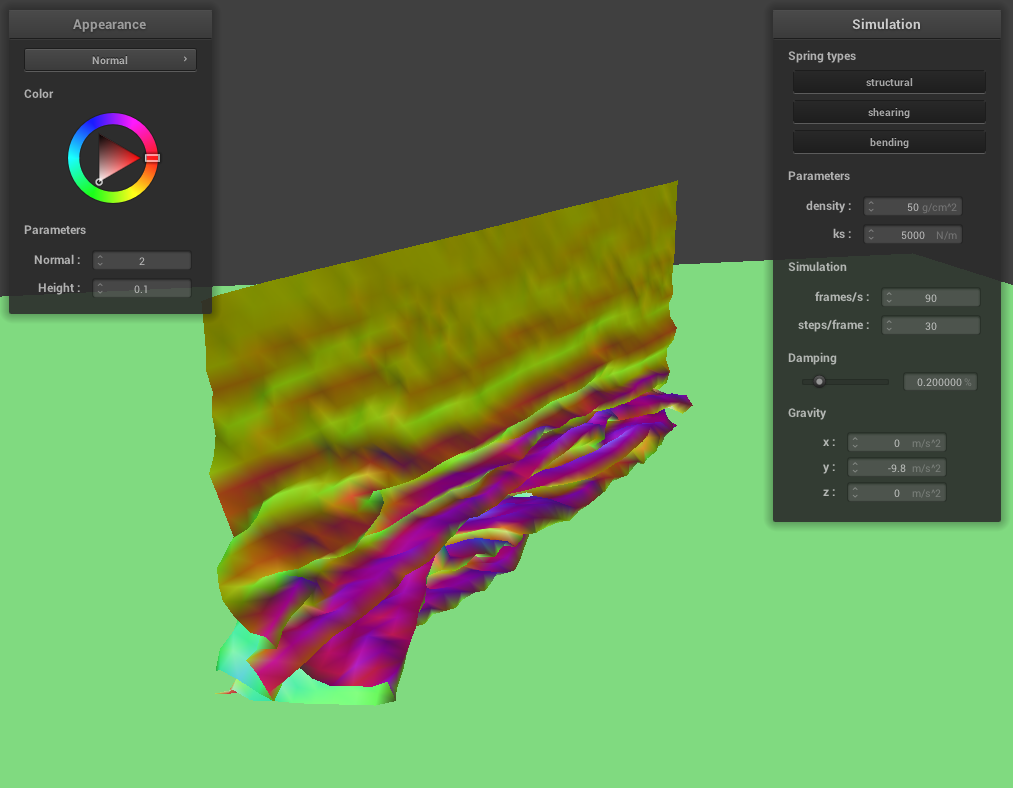 Appearance
Normal
Color
Parameters
Normal :
2
Height :
0.1
Simulation
Spring types
structural
shearing
bending
Parameters
density :
50 g/cm^2
ks :
5000 N/m
Simulation
frames/s :
90
steps/frame :
30
Damping
0.200000 %
Gravity
x :
0 m/s^2
y :
-9.8 m/s^2
z :
0 m/s^2